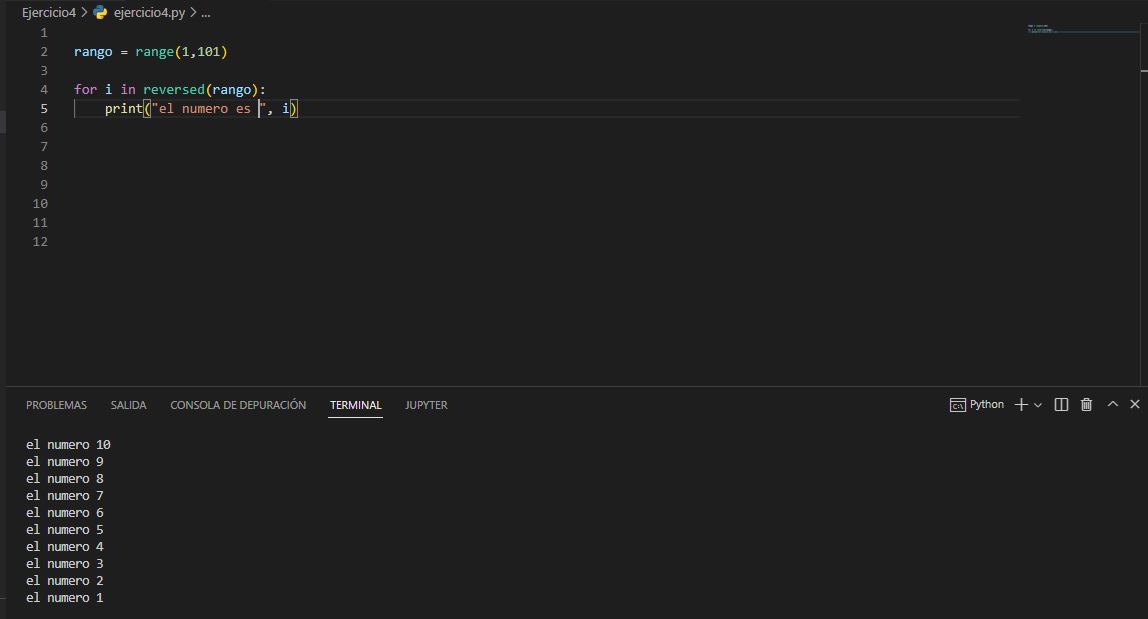 Ejercicio4 > ejercicio4.py > ...
1
2 rango = range(1,101)
3
4 for i in reversed(rango):
5 print("el numero es ", i)
6
7
8
9
10
11
12
PROBLEMAS SALIDA CONSOLA DE DEPURACIÓN TERMINAL JUPYTER Python
el numero 10
el numero 9
el numero 8
el numero 7
el numero 6
el numero 5
el numero 4
el numero 3
el numero 2
el numero 1